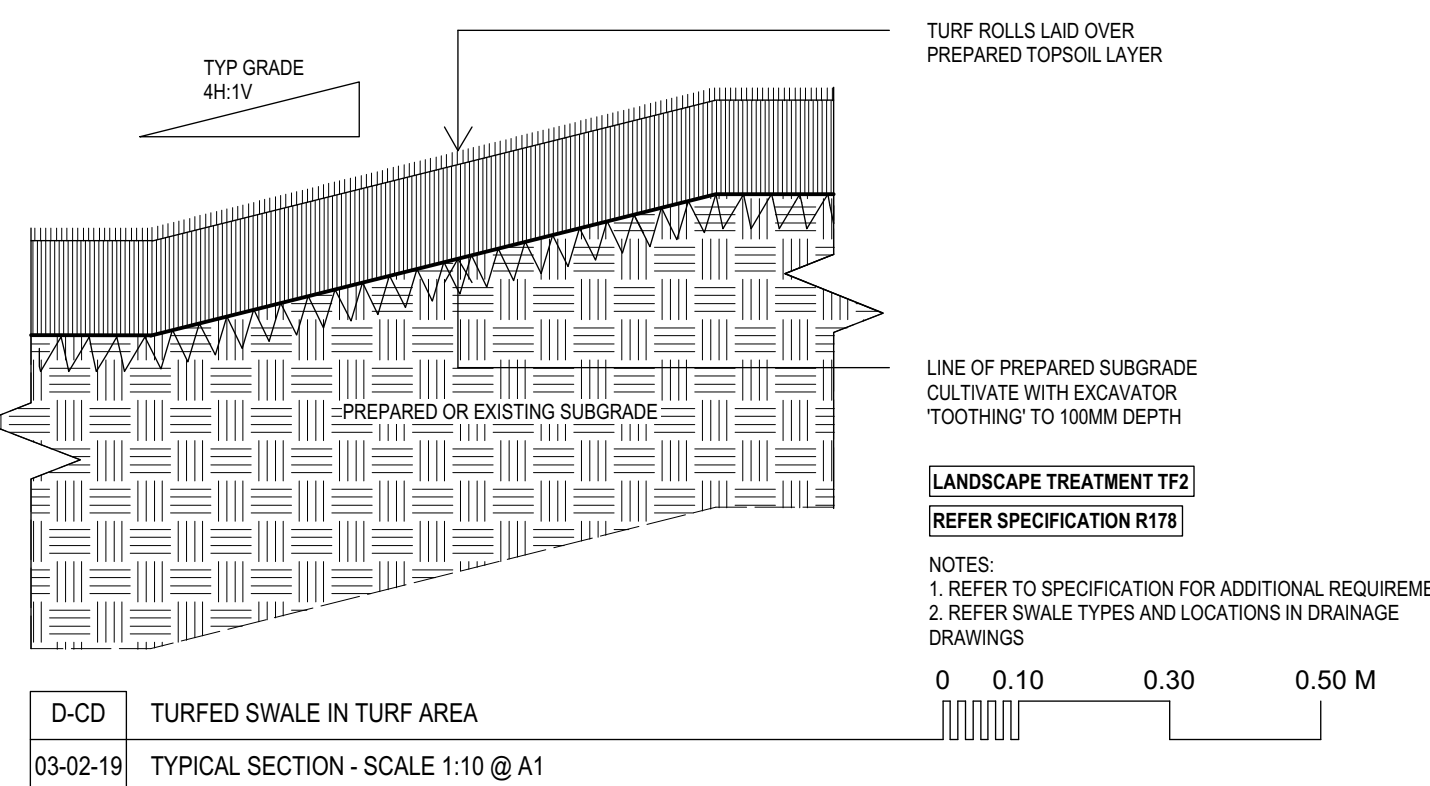 TURF ROLLS LAID OVER
PREPARED TOPSOIL LAYER
TYP GRADE
4H:1V
LINE OF PREPARED SUBGRADE
CULTIVATE WITH EXCAVATOR
'TOOTHING' TO 100MM DEPTH
PREPARED OR EXISTING SUBGRADE
LANDSCAPE TREATMENT TF2
REFER SPECIFICATION R178
NOTES:
1. REFER TO SPECIFICATION FOR ADDITIONAL REQUIREME
2. REFER SWALE TYPES AND LOCATIONS IN DRAINAGE
DRAWINGS
0 0.10 0.30 0.50 M
D-CD TURFED SWALE IN TURF AREA
03-02-19 TYPICAL SECTION - SCALE 1:10 @ A1